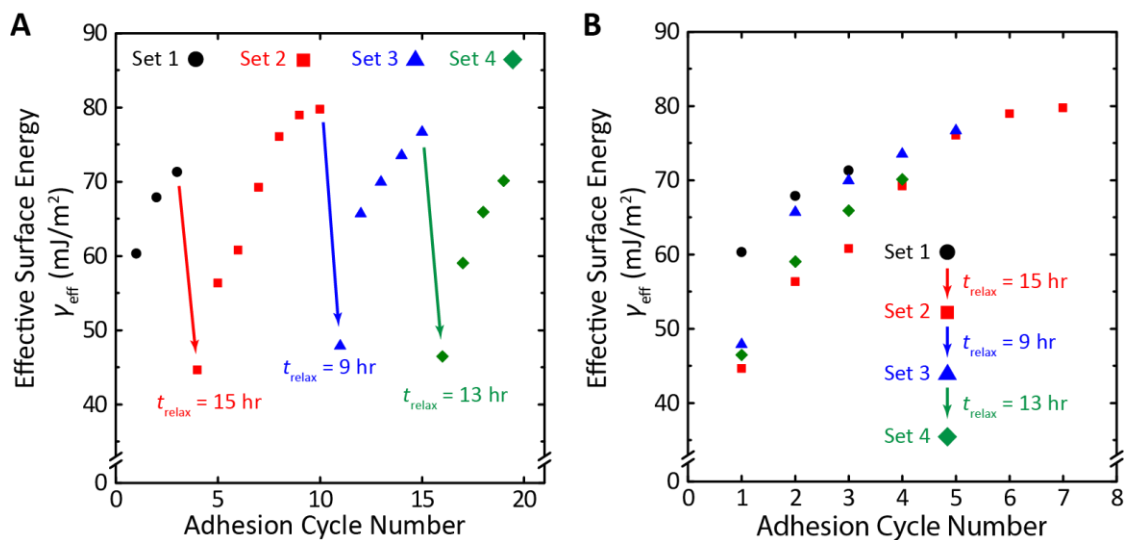 A
Set 1 Set 2 Set 3 Set 4
Effective Surface Energy
γeff (mJ/m²)
90
80
70
60
50
40
0
trelax = 15 hr
trelax = 9 hr
trelax = 13 hr
0 5 10 15 20
Adhesion Cycle Number
B
Effective Surface Energy
γeff (mJ/m²)
90
80
70
60
50
40
0
Set 1
trelax = 15 hr
Set 2
trelax = 9 hr
Set 3
trelax = 13 hr
Set 4
0 1 2 3 4 5 6 7 8
Adhesion Cycle Number